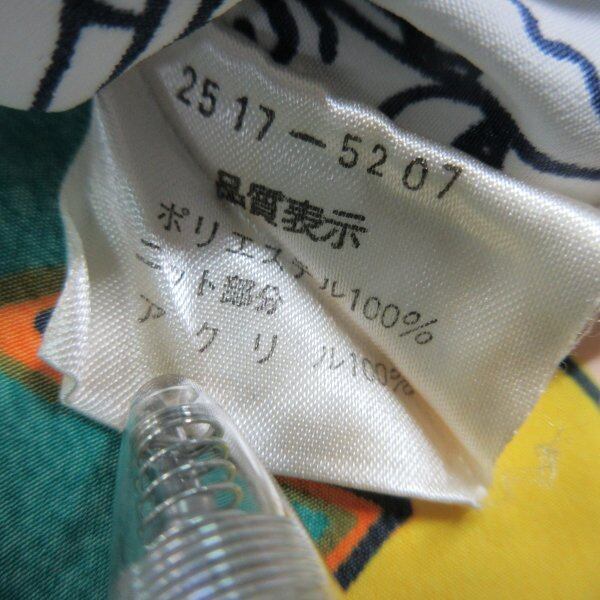 2517-5207
品質表示
ポリエステル100%
ニット部分
アクリル100%